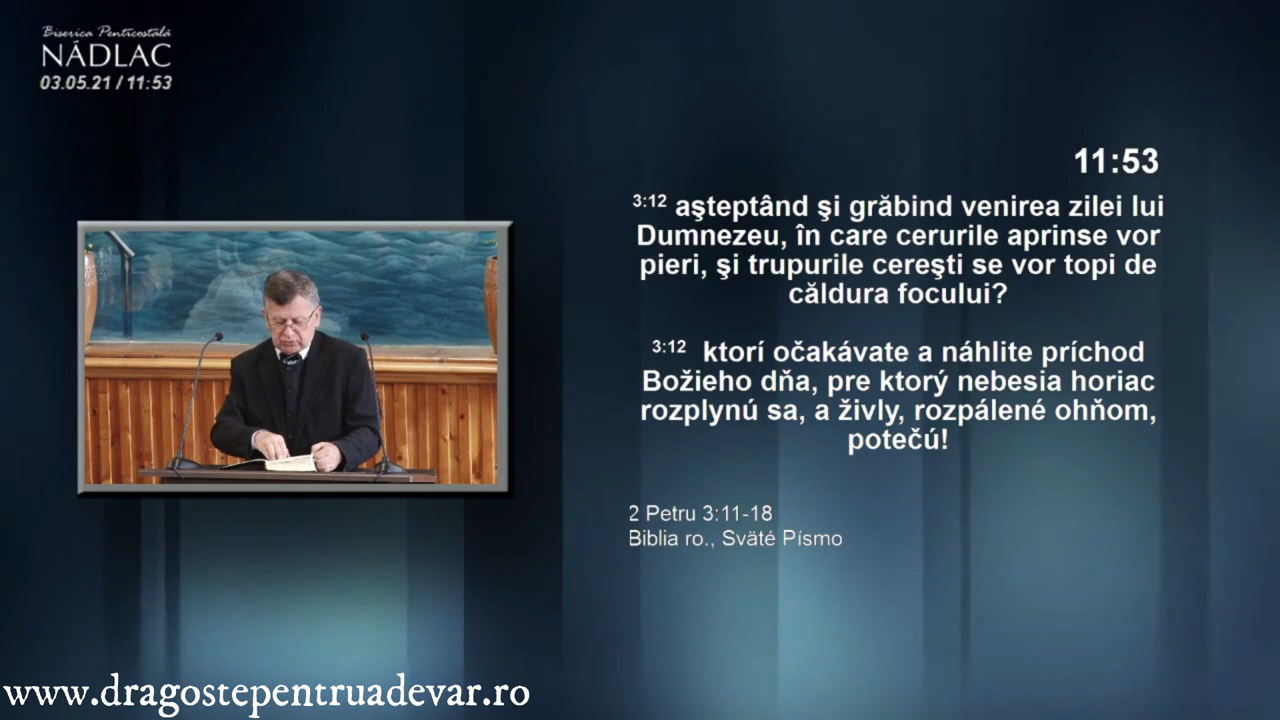 Biserica Penticostală
NĂDLAC
03.05.21 / 11:53
11:53
3:12 aşteptând şi grăbind venirea zilei lui
Dumnezeu, în care cerurile aprinse vor
pieri, şi trupurile cereşti se vor topi de
căldura focului?
3:12 ktorí očakávate a náhlite príchod
Božieho dňa, pre ktorý nebesia horiac
rozplynú sa, a živly, rozpálené ohňom,
potečú!
2 Petru 3:11-18
Biblia ro., Sväté Písmo
www.dragostepentruadevar.ro